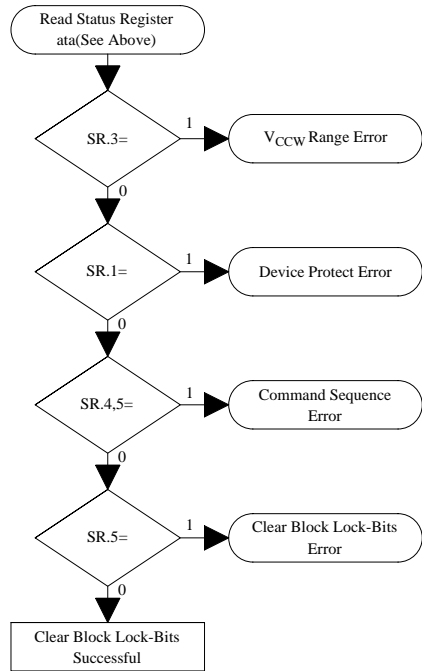 Read Status Register
ata(See Above)
SR.3=
1
V_CCW Range Error
0
SR.1=
1
Device Protect Error
0
SR.4,5=
1
Command Sequence
Error
0
SR.5=
1
Clear Block Lock-Bits
Error
0
Clear Block Lock-Bits
Successful